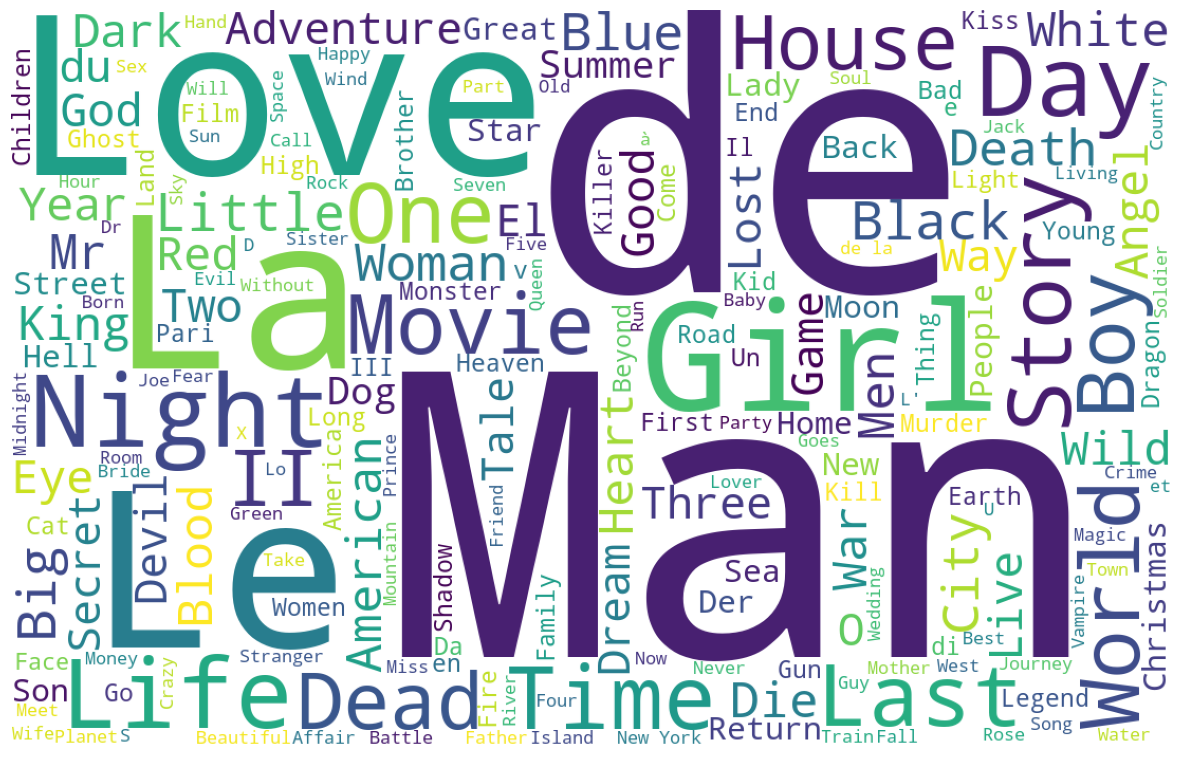 Love
de
Man
La
Le
Girl
Day
House
Story
Boy
World
Night
Life
Time
Last
Dead
One
Movie
II
Blue
Adventure
Great
Dark
Hand
Sex
du
God
Ghost
Children
Happy
Wind
Space
Will
Film
Sun
Call
High
Brother
Part
Star
Old
Summer
Lady
End
Kiss
White
Bad
e
Soul
Jack
Country
Back
Death
Light
Living
Hour
Land
Sky
Rock
Seven
Killer
Good
à
Come
Il
Lost
Black
Angel
Year
Dr
Little
El
Five
Mr
Red
D
Sister
Woman
v
Queen
de la
Way
Young
Soldier
Street
Born
Two
Evil
Without
Monster
Kid
Baby
Run
Moon
People
King
Pari
Road
Un
Game
Thing
Dragon
Hell
Joe
Fear
III
Heaven
Beyond
L'
Midnight
Dog
Tale
First
Party
Home
Men
Murder
Room
Bride
X
Long
Lo
America
Prince
Heart
Goes
Wild
Eye
Green
New
Kill
Three
Lover
Earth
U
Crime
et
Cat
Secret
Devil
Blood
American
Mountain
Friend
Magic
Town
Big
Take
Women
Shadow
Family
Dream
Sea
Der
War
O
Wedding
City
Live
Vampire
Christmas
Best
di
Da
en
Stranger
Miss
Face
Money
Crazy
Now
Never
Gun
Mother
West
Journey
Son
Go
Fire
River
Four
Die
Guy
Legend
Meet
Wife
Planet
S
Beautiful
Affair
Battle
Father
Island
New York
Return
Train
Fall
Rose
Song
Water